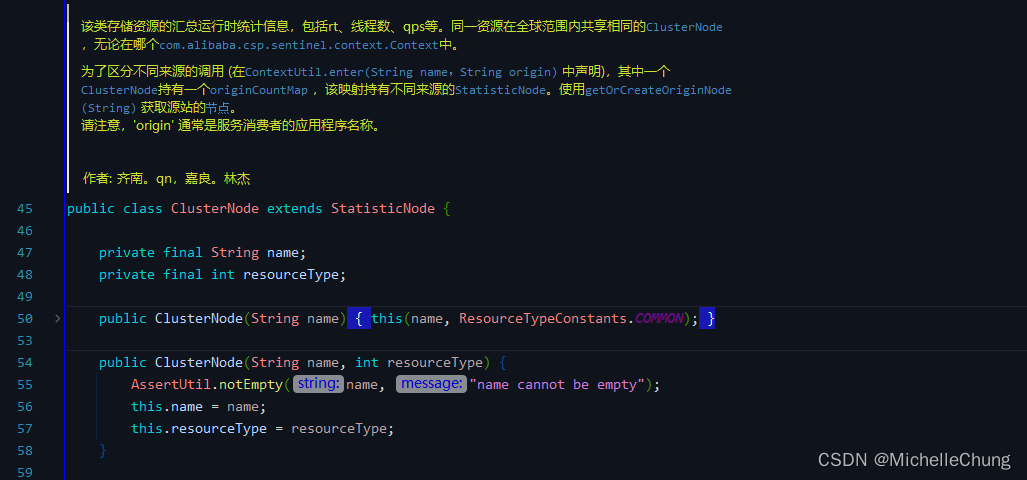 该类存储资源的汇总运行时统计信息，包括rt、线程数、qps等。同一资源在全球范围内共享相同的ClusterNode
，无论在哪个com.alibaba.csp.sentinel.context.Context中。
为了区分不同来源的调用 (在ContextUtil.enter(String name，String origin) 中声明)，其中一个
ClusterNode持有一个originCountMap ，该映射持有不同来源的StatisticNode。使用getOrCreateOriginNode
(String) 获取源站的节点。
请注意，'origin' 通常是服务消费者的应用程序名称。
作者: 齐南。qn，嘉良。林杰
45 public class ClusterNode extends StatisticNode {
46
47 private final String name;
48 private final int resourceType;
49
50 public ClusterNode(String name) { this(name, ResourceTypeConstants.COMMON); }
53
54 public ClusterNode(String name, int resourceType) {
55 AssertUtil.notEmpty( string: name, message: "name cannot be empty");
56 this.name = name;
57 this.resourceType = resourceType;
58 }
59
CSDN @MichelleChung